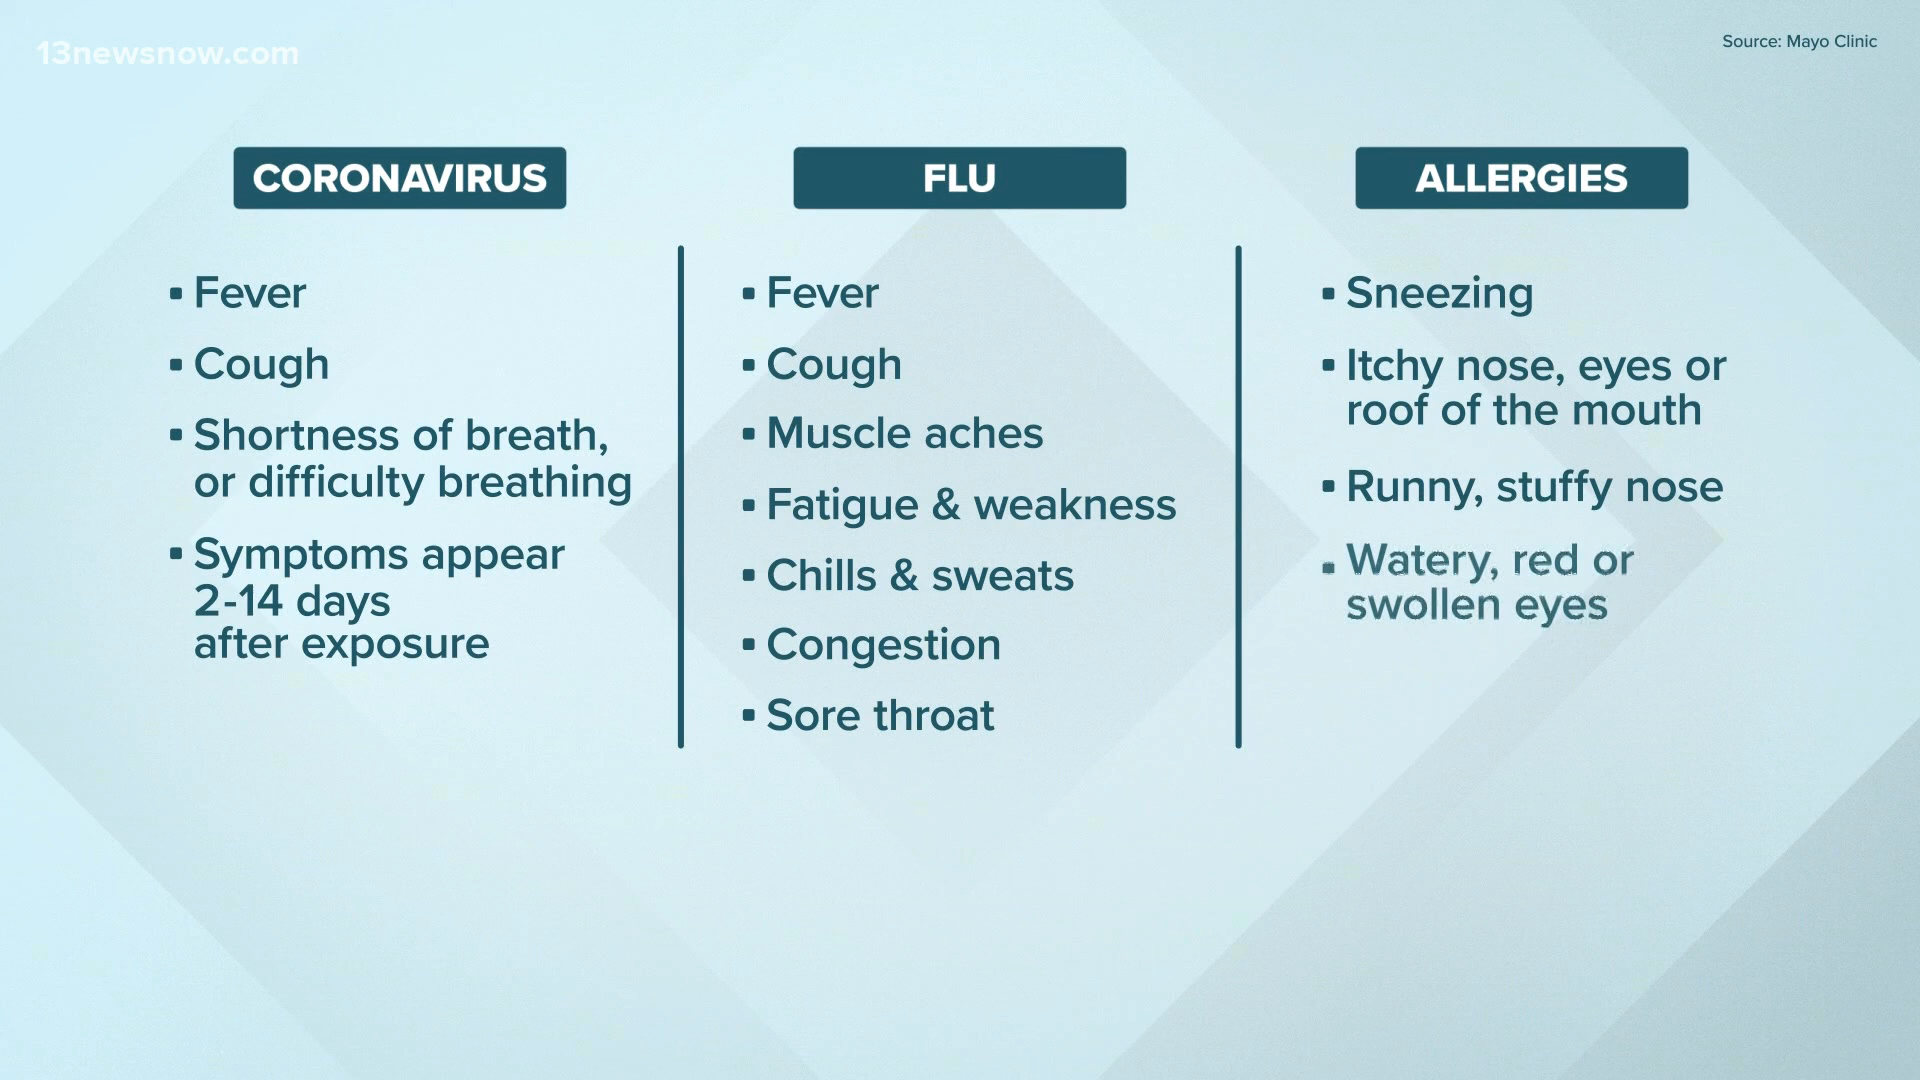 13newsnow.com
Source: Mayo Clinic
CORONAVIRUS
▪ Fever
▪ Cough
▪ Shortness of breath,
or difficulty breathing
▪ Symptoms appear
2-14 days
after exposure
FLU
▪ Fever
▪ Cough
▪ Muscle aches
▪ Fatigue & weakness
▪ Chills & sweats
▪ Congestion
▪ Sore throat
ALLERGIES
▪ Sneezing
▪ Itchy nose, eyes or
roof of the mouth
▪ Runny, stuffy nose
▪ Watery, red or
swollen eyes